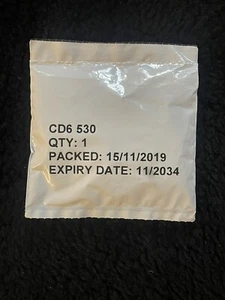 CD6 530
QTY: 1
PACKED: 15/11/2019
EXPIRY DATE: 11/2034